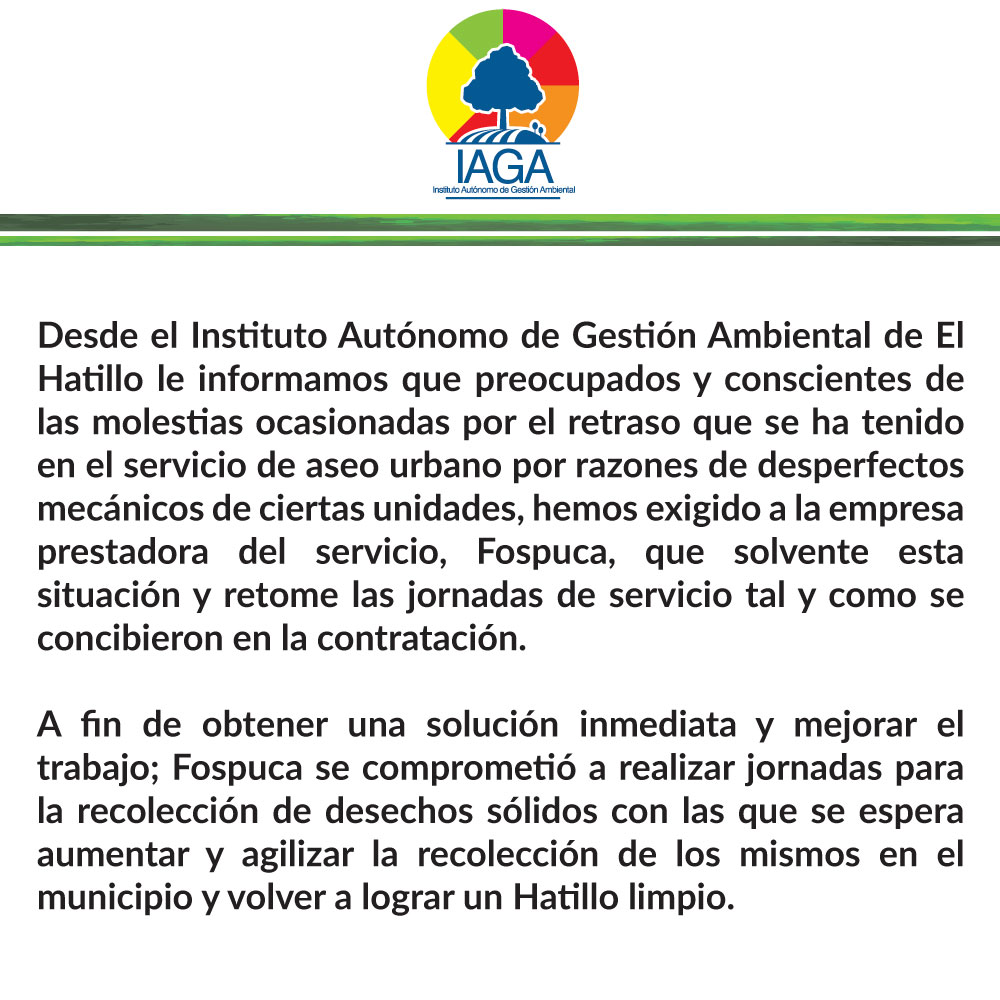 IAGA
Instituto Autónomo de Gestión Ambiental
Desde el Instituto Autónomo de Gestión Ambiental de El
Hatillo le informamos que preocupados y conscientes de
las molestias ocasionadas por el retraso que se ha tenido
en el servicio de aseo urbano por razones de desperfectos
mecánicos de ciertas unidades, hemos exigido a la empresa
prestadora del servicio, Fospuca, que solvente esta
situación y retome las jornadas de servicio tal y como se
concibieron en la contratación.
A fin de obtener una solución inmediata y mejorar el
trabajo; Fospuca se comprometió a realizar jornadas para
la recolección de desechos sólidos con las que se espera
aumentar y agilizar la recolección de los mismos en el
municipio y volver a lograr un Hatillo limpio.